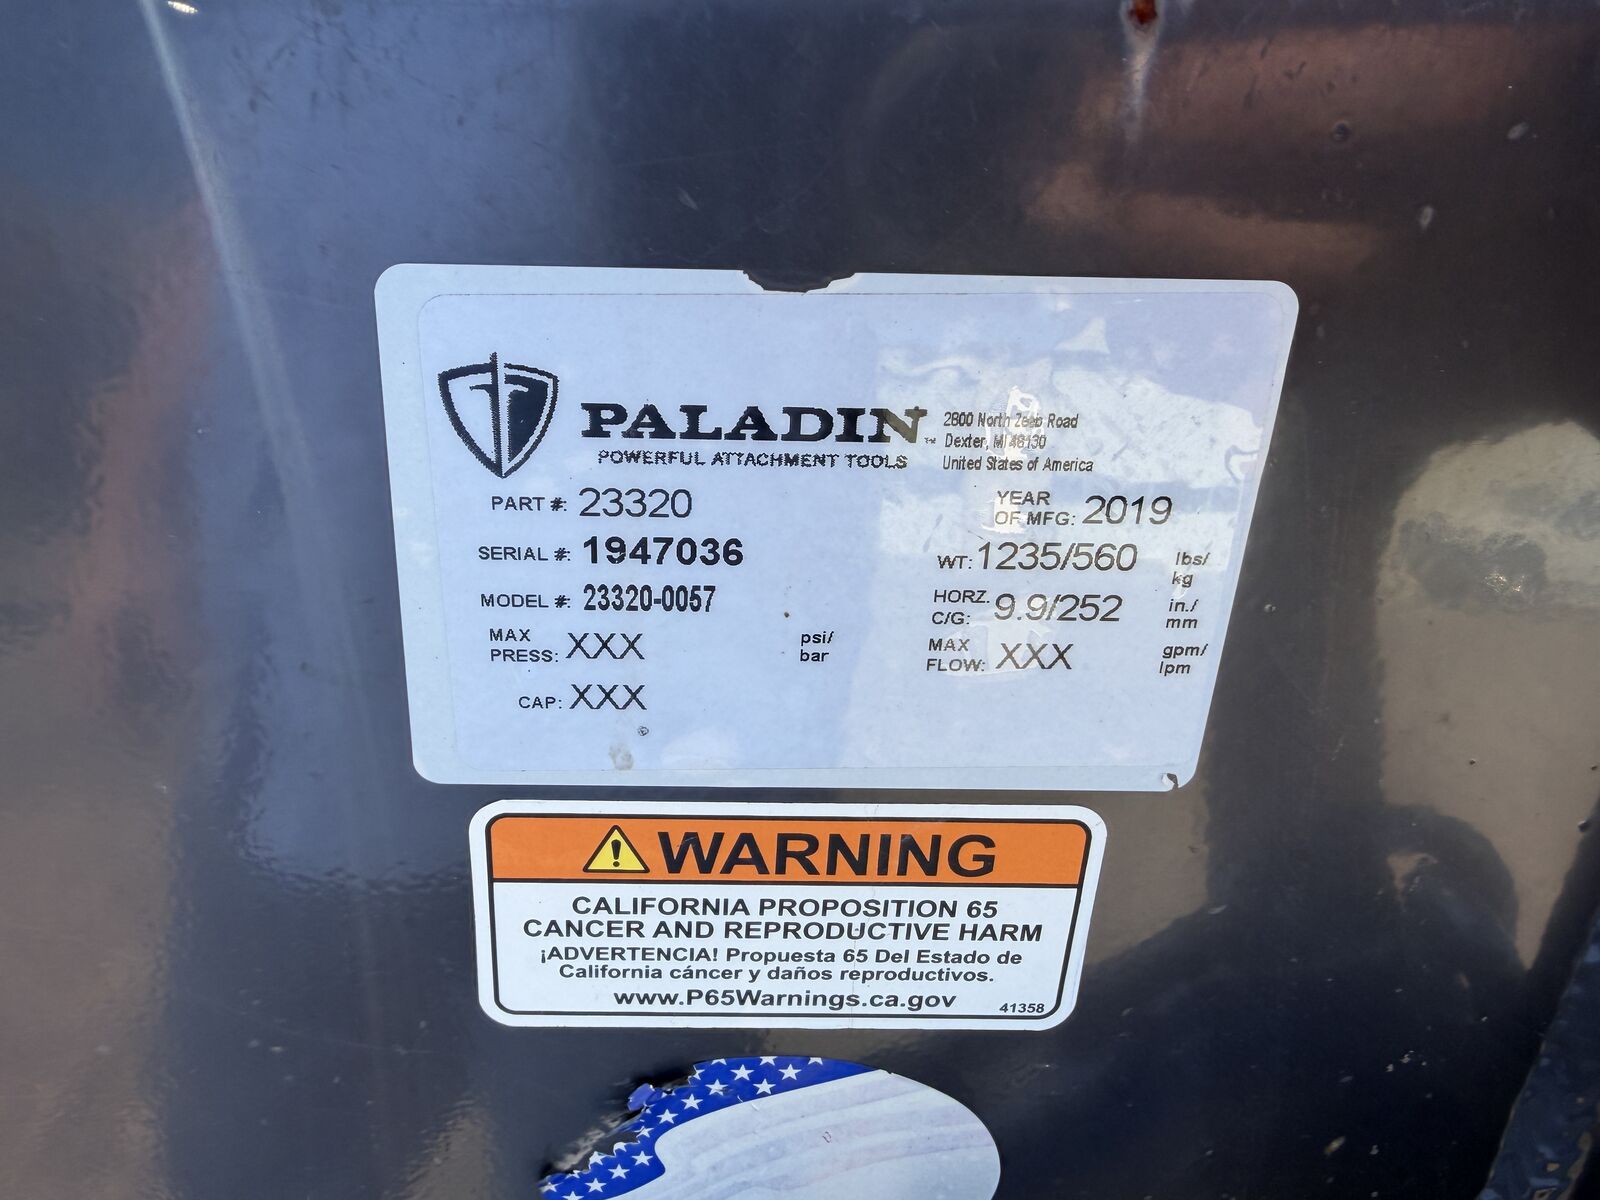 PALADIN™
POWERFUL ATTACHMENT TOOLS
2800 North Zeeb Road
Dexter, MI 48130
United States of America
PART #: 23320
SERIAL #: 1947036
MODEL #: 23320-0057
MAX PRESS: XXX psi/bar
CAP: XXX
YEAR OF MFG: 2019
WT: 1235/560 lbs/kg
HORZ. C/G: 9.9/252 in./mm
MAX FLOW: XXX gpm/lpm
WARNING
CALIFORNIA PROPOSITION 65
CANCER AND REPRODUCTIVE HARM
¡ADVERTENCIA! Propuesta 65 Del Estado de
California cáncer y daños reproductivos.
www.P65Warnings.ca.gov
41358